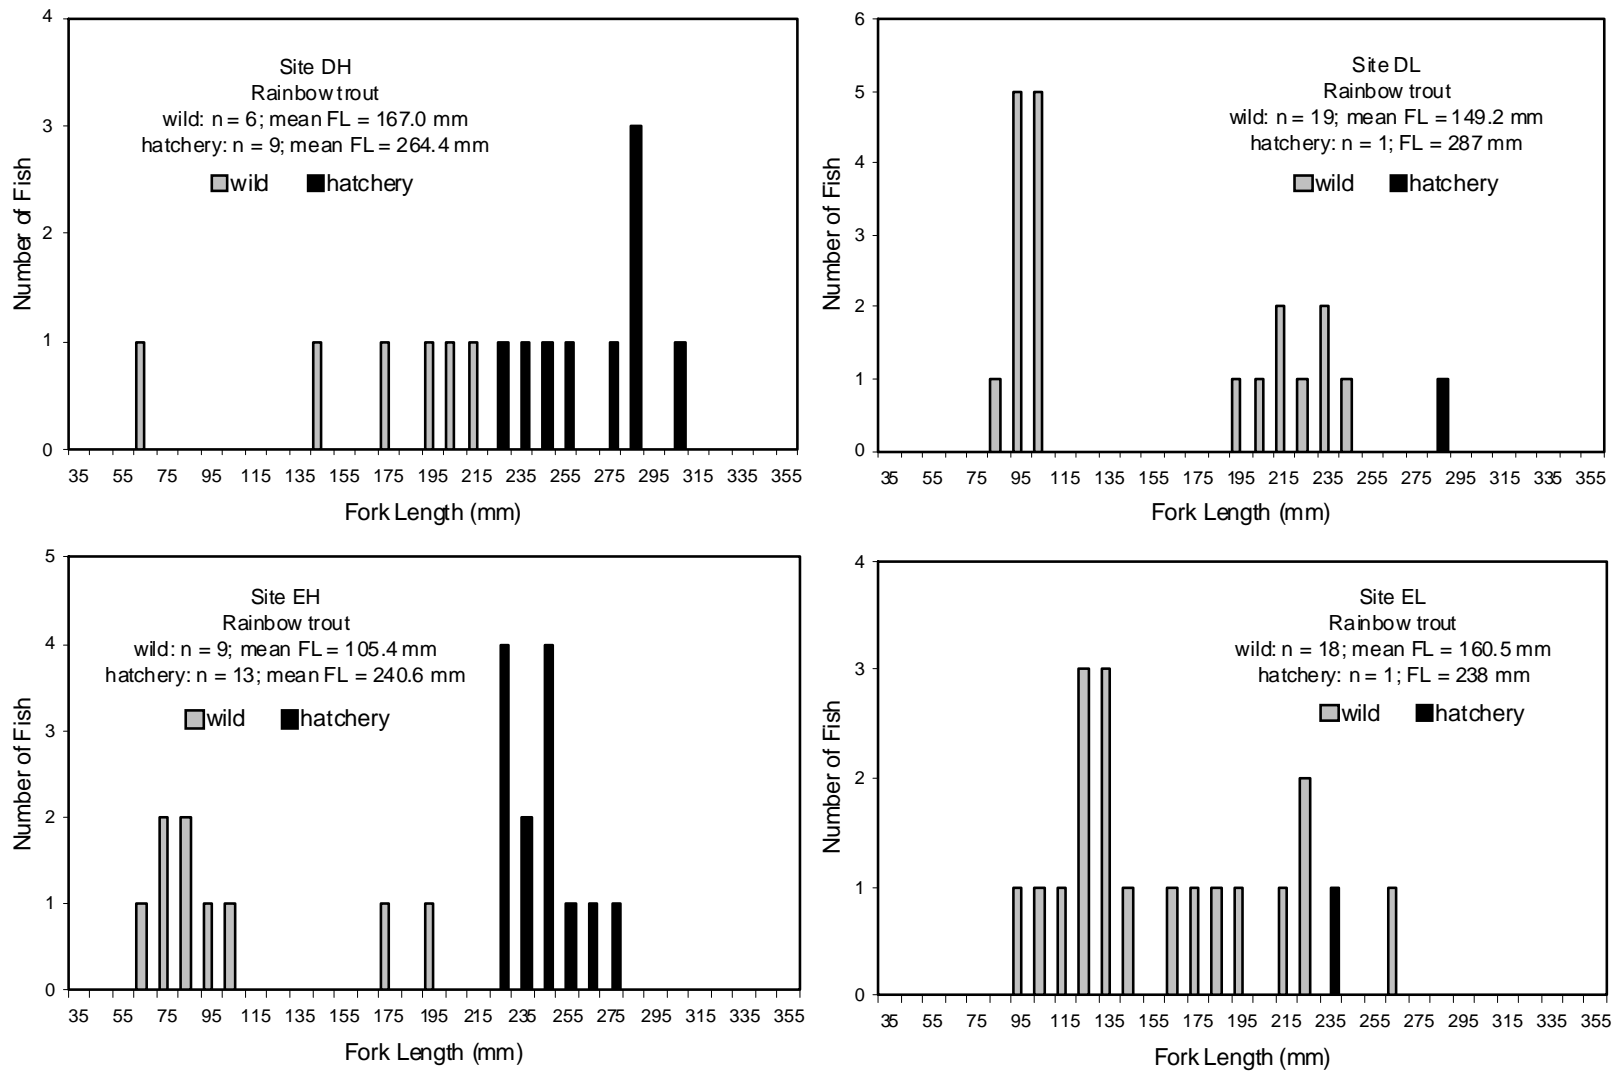 Site DH
Rainbow trout
wild: n = 6; mean FL = 167.0 mm
hatchery: n = 9; mean FL = 264.4 mm
wild hatchery
Number of Fish
4
3
2
1
0
35 55 75 95 115 135 155 175 195 215 235 255 275 295 315 335 355
Fork Length (mm)
Site DL
Rainbow trout
wild: n = 19; mean FL = 149.2 mm
hatchery: n = 1; FL = 287 mm
wild hatchery
Number of Fish
6
5
4
3
2
1
0
35 55 75 95 115 135 155 175 195 215 235 255 275 295 315 335 355
Fork Length (mm)
Site EH
Rainbow trout
wild: n = 9; mean FL = 105.4 mm
hatchery: n = 13; mean FL = 240.6 mm
wild hatchery
Number of Fish
5
4
3
2
1
0
35 55 75 95 115 135 155 175 195 215 235 255 275 295 315 335 355
Fork Length (mm)
Site EL
Rainbow trout
wild: n = 18; mean FL = 160.5 mm
hatchery: n = 1; FL = 238 mm
wild hatchery
Number of Fish
4
3
2
1
0
35 55 75 95 115 135 155 175 195 215 235 255 275 295 315 335 355
Fork Length (mm)